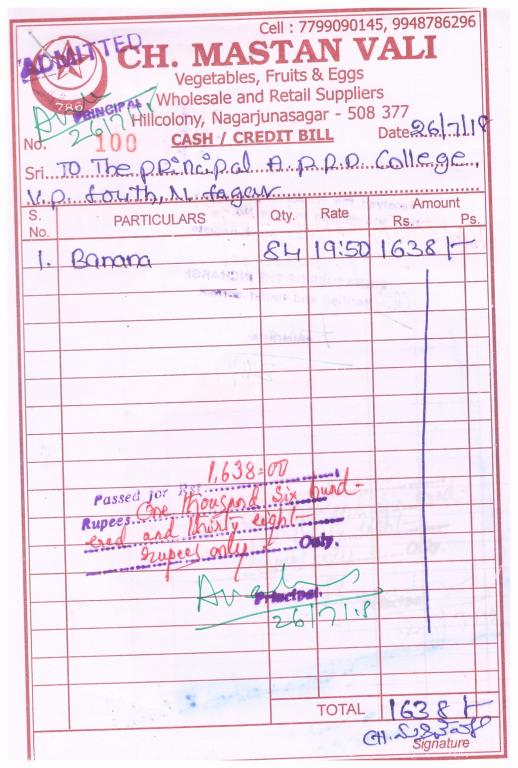 Cell : 7799090145, 9948786296
ADMITTED
CH. MASTAN VALI
Vegetables, Fruits & Eggs
786
PRINCIPAL
Wholesale and Retail Suppliers
26/7/18
Hillcolony, Nagarjunasagar - 508 377
No. 100 CASH / CREDIT BILL Date 26/7/18
Sri. To The principal A.P.R.D. College,
V.P. South, N. Sagar
S. No. PARTICULARS Qty. Rate Amount Rs. Ps.
1. Banana 84 19:50 1638/-
Passed for Rs. 1,638=00
Rupees One thousand Six hund-
ered and thirty eight
rupees only Only.
Principal.
26/7/18
TOTAL 1638/-
Signature